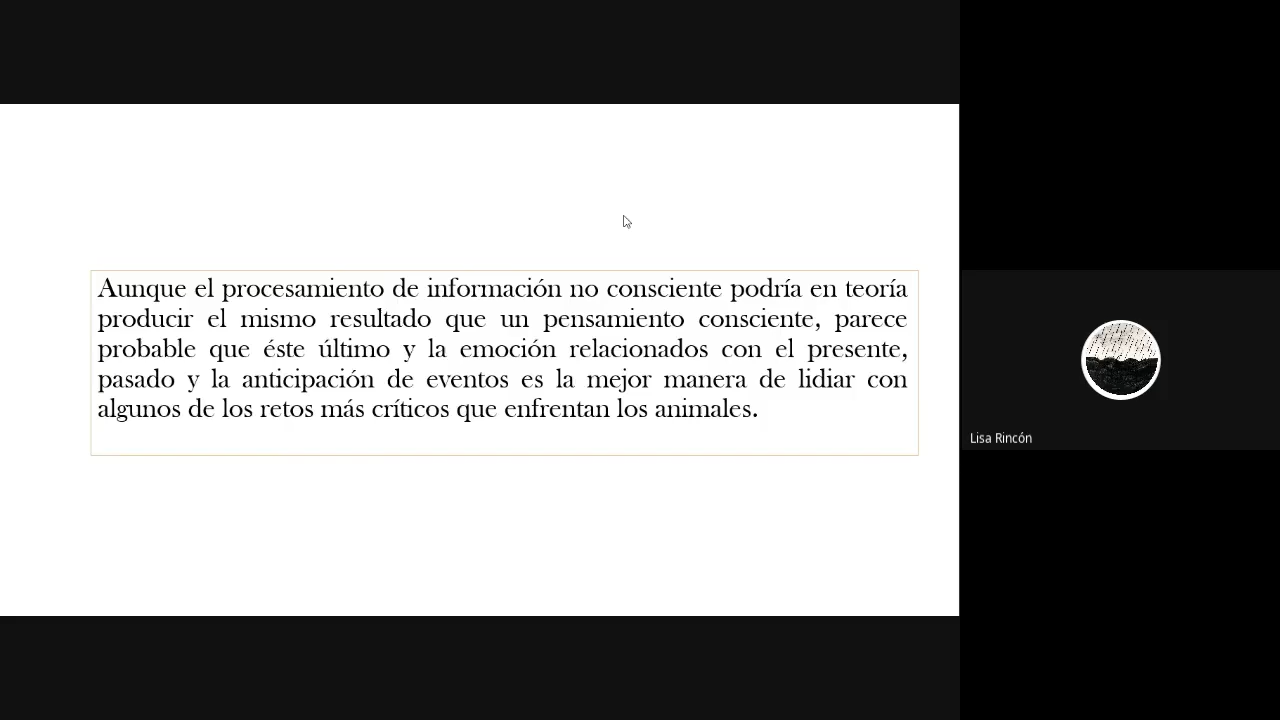 Aunque el procesamiento de información no consciente podría en teoría
producir el mismo resultado que un pensamiento consciente, parece
probable que éste último y la emoción relacionados con el presente,
pasado y la anticipación de eventos es la mejor manera de lidiar con
algunos de los retos más críticos que enfrentan los animales.
Lisa Rincón